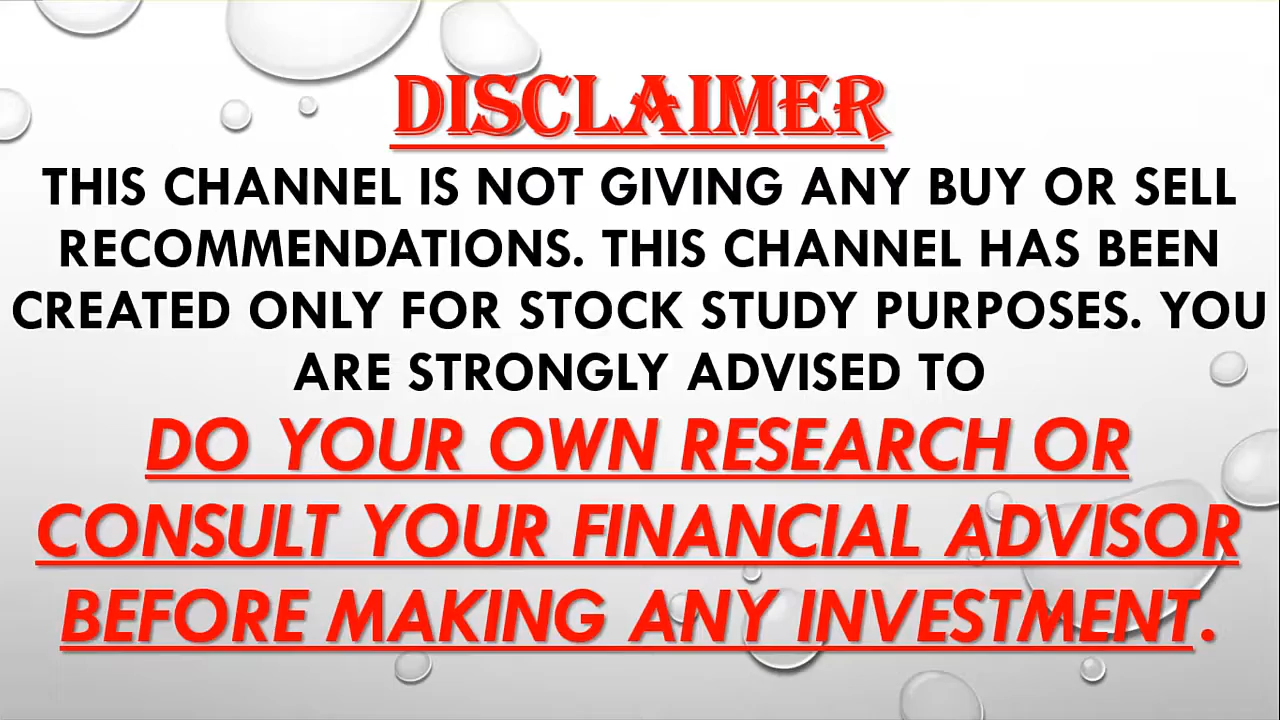 DISCLAIMER
THIS CHANNEL IS NOT GIVING ANY BUY OR SELL
RECOMMENDATIONS. THIS CHANNEL HAS BEEN
CREATED ONLY FOR STOCK STUDY PURPOSES. YOU
ARE STRONGLY ADVISED TO
DO YOUR OWN RESEARCH OR
CONSULT YOUR FINANCIAL ADVISOR
BEFORE MAKING ANY INVESTMENT.